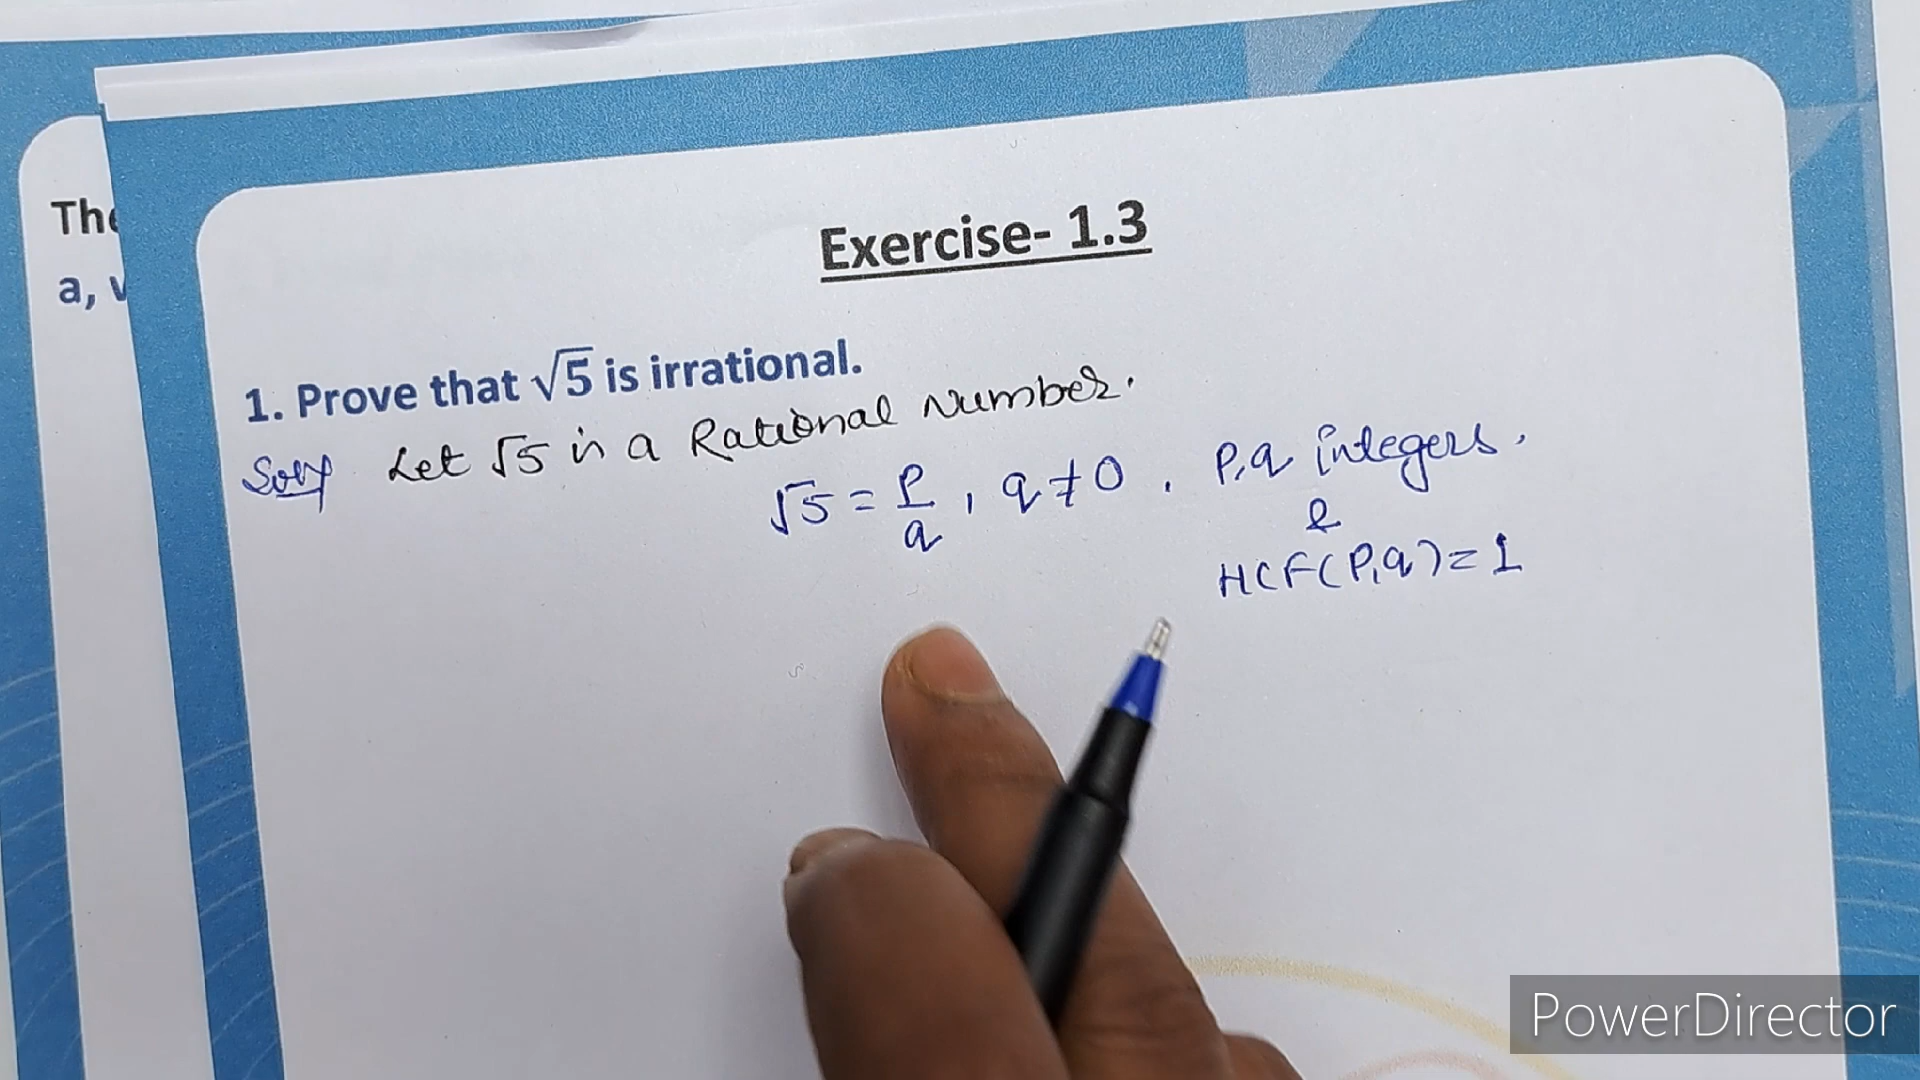 The
a, v
Exercise- 1.3
1. Prove that √5 is irrational.
Soln Let √5 is a Rational Number.
√5 = P/q, q ≠ 0, P,q integers.
&
HCF(P,q) = 1
PowerDirector